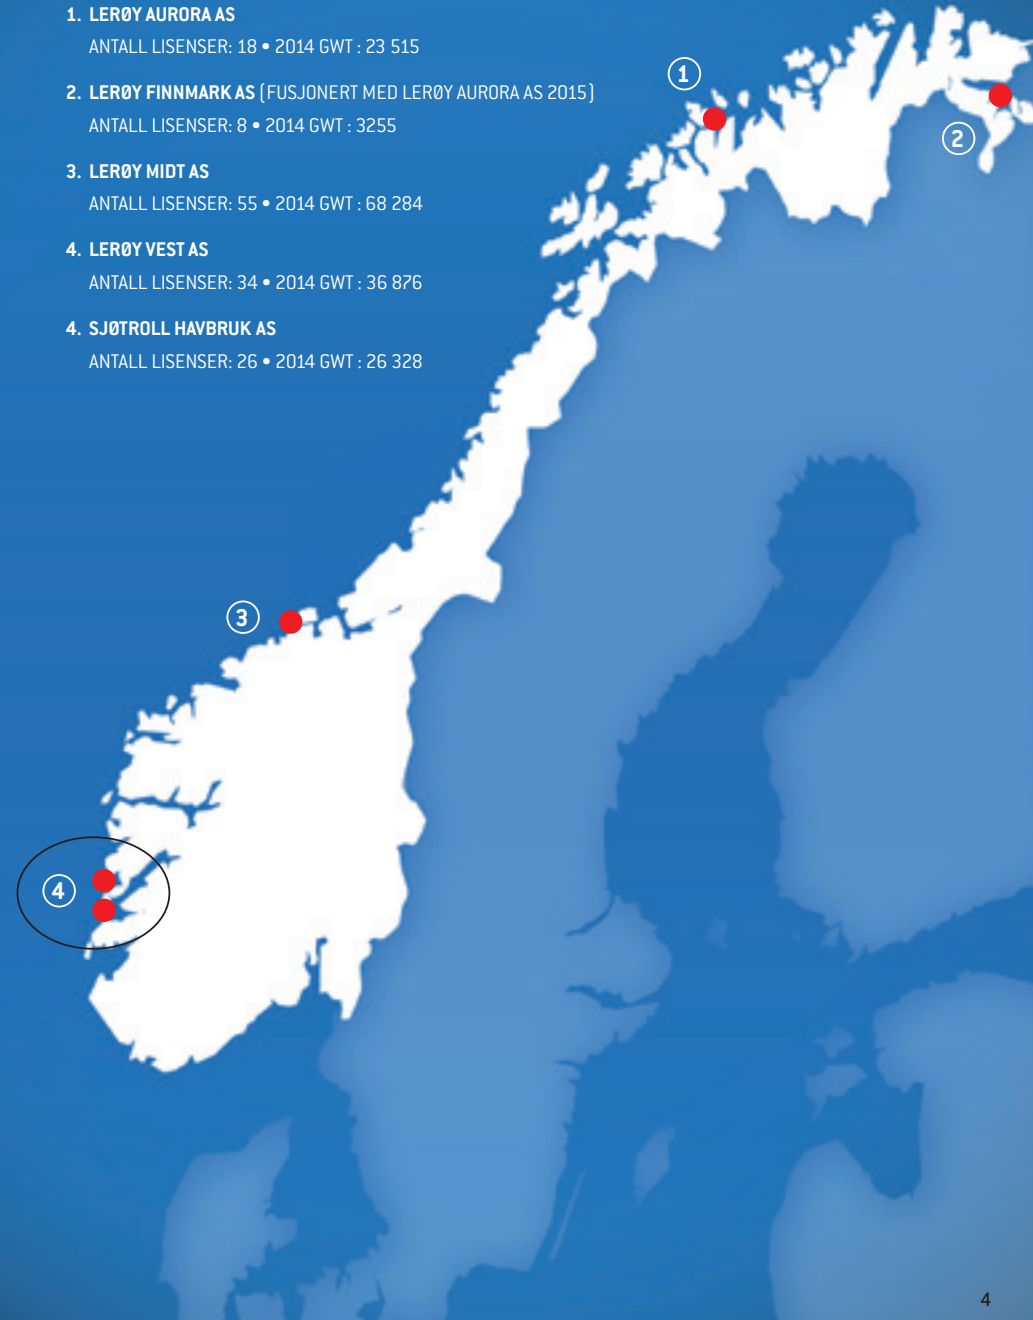 1. LERØY AURORA AS
ANTALL LISENSER: 18 • 2014 GWT : 23 515
2. LERØY FINNMARK AS (FUSJONERT MED LERØY AURORA AS 2015)
ANTALL LISENSER: 8 • 2014 GWT : 3255
3. LERØY MIDT AS
ANTALL LISENSER: 55 • 2014 GWT : 68 284
4. LERØY VEST AS
ANTALL LISENSER: 34 • 2014 GWT : 36 876
4. SJØTROLL HAVBRUK AS
ANTALL LISENSER: 26 • 2014 GWT : 26 328
1
2
3
4
4